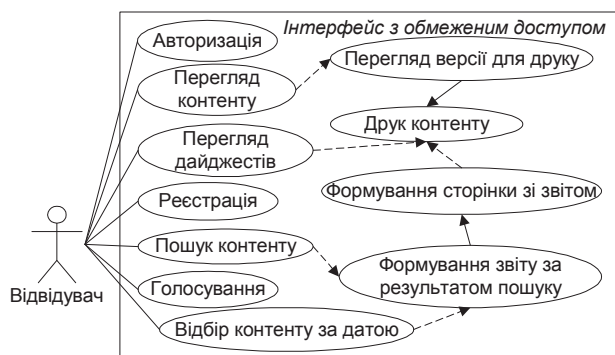 Інтерфейс з обмеженим доступом
Авторизація
Перегляд версії для друку
Перегляд
контенту
Друк контенту
Перегляд
дайджестів
Формування сторінки зі звітом
Реєстрація
Пошук контенту
Формування звіту за
результатом пошуку
Відвідувач
Голосування
Відбір контенту за датою